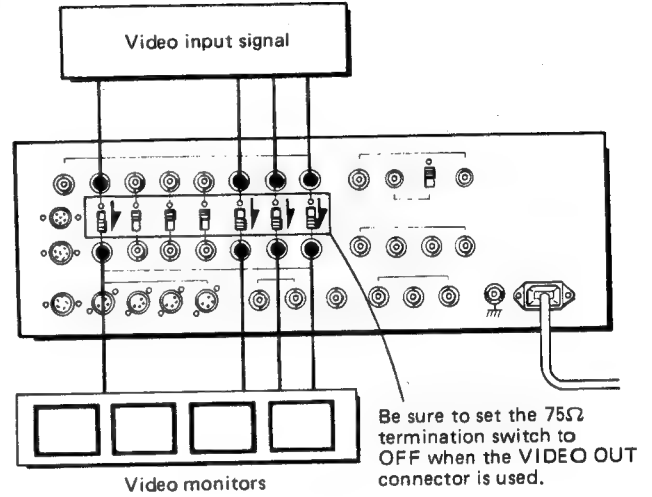 Video input signal
Be sure to set the 75Ω
termination switch to
OFF when the VIDEO OUT
connector is used.
Video monitors